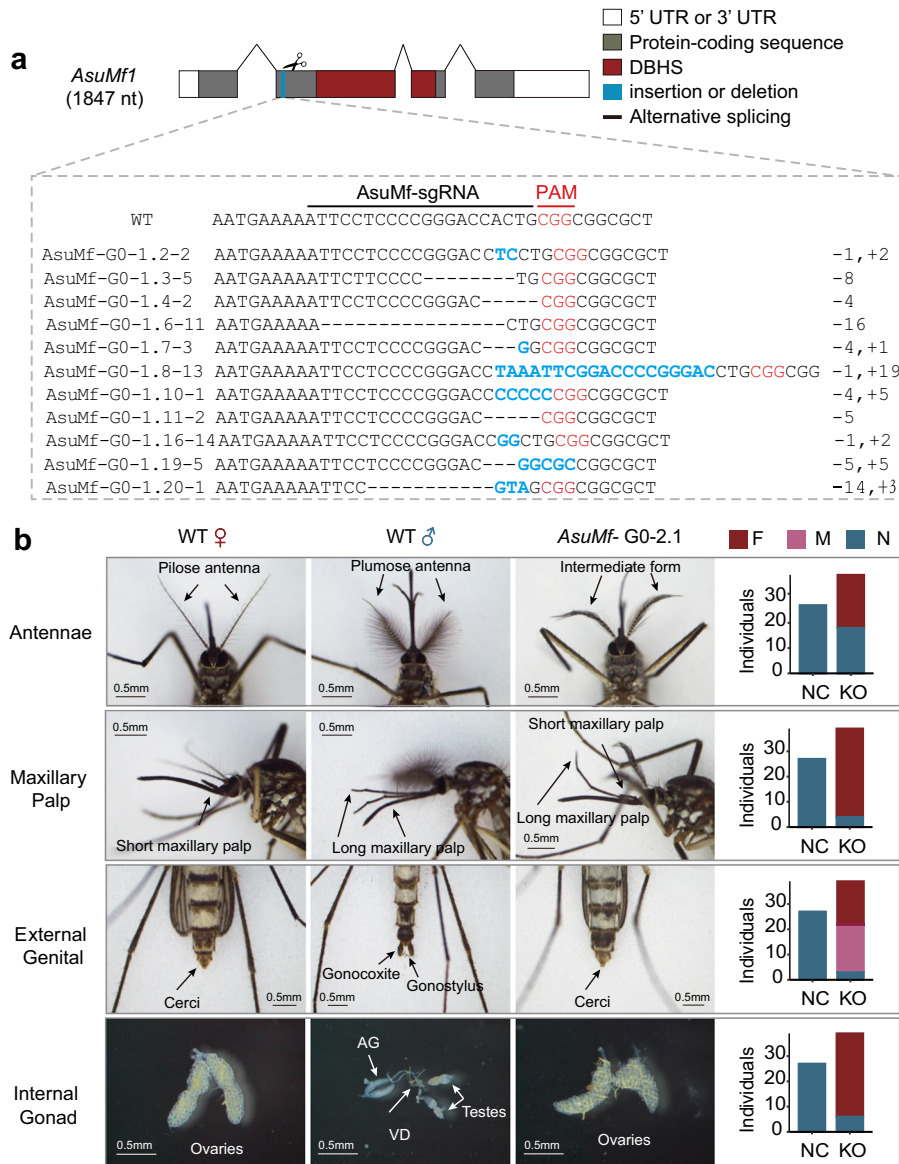 a
AsuMf1
(1847 nt)
5' UTR or 3' UTR
Protein-coding sequence
DBHS
insertion or deletion
Alternative splicing
AsuMf-sgRNA PAM
WT AATGAAAAATTCCTCCCCGGGACCACTGCGGCGGCGCT
AsuMf-G0-1.2-2 AATGAAAAATTCCTCCCCGGGACCTCCTGCGGCGGCGCT -1,+2
AsuMf-G0-1.3-5 AATGAAAAATTCTTCCCC--------TGCGGCGGCGCT -8
AsuMf-G0-1.4-2 AATGAAAAATTCCTCCCCGGGAC-----CGGCGGCGCT -4
AsuMf-G0-1.6-11 AATGAAAAA----------------CTGCGGCGGCGCT -16
AsuMf-G0-1.7-3 AATGAAAAATTCCTCCCCGGGAC---GGCGGCGGCGCT -4,+1
AsuMf-G0-1.8-13 AATGAAAAATTCCTCCCCGGGACCTAAATTCGGACCCCGGGACCTGCGGCGG -1,+19
AsuMf-G0-1.10-1 AATGAAAAATTCCTCCCCGGGACCCCCCCCGGCGGCGCT -4,+5
AsuMf-G0-1.11-2 AATGAAAAATTCCTCCCCGGGAC-----CGGCGGCGCT -5
AsuMf-G0-1.16-14 AATGAAAAATTCCTCCCCGGGACCGGCTGCGGCGGCGCT -1,+2
AsuMf-G0-1.19-5 AATGAAAAATTCCTCCCCGGGAC---GGCGCCGGCGCT -5,+5
AsuMf-G0-1.20-1 AATGAAAAATTCC-----------GTAGCGGCGGCGCT -14,+3
b
WT ♀ WT ♂ AsuMf- G0-2.1 F M N
Antennae
Pilose antenna
0.5mm
Plumose antenna
0.5mm
Intermediate form
0.5mm
Individuals
30
20
10
0
NC KO
Maxillary
Palp
0.5mm
Short maxillary palp
0.5mm
Long maxillary palp
Short maxillary palp
Long maxillary palp
0.5mm
Individuals
30
20
10
0
NC KO
External
Genital
Cerci
0.5mm
Gonocoxite
Gonostylus
0.5mm
Cerci
0.5mm
Individuals
30
20
10
0
NC KO
Internal
Gonad
0.5mm
Ovaries
AG
VD
Testes
0.5mm
Ovaries
0.5mm
Individuals
30
20
10
0
NC KO